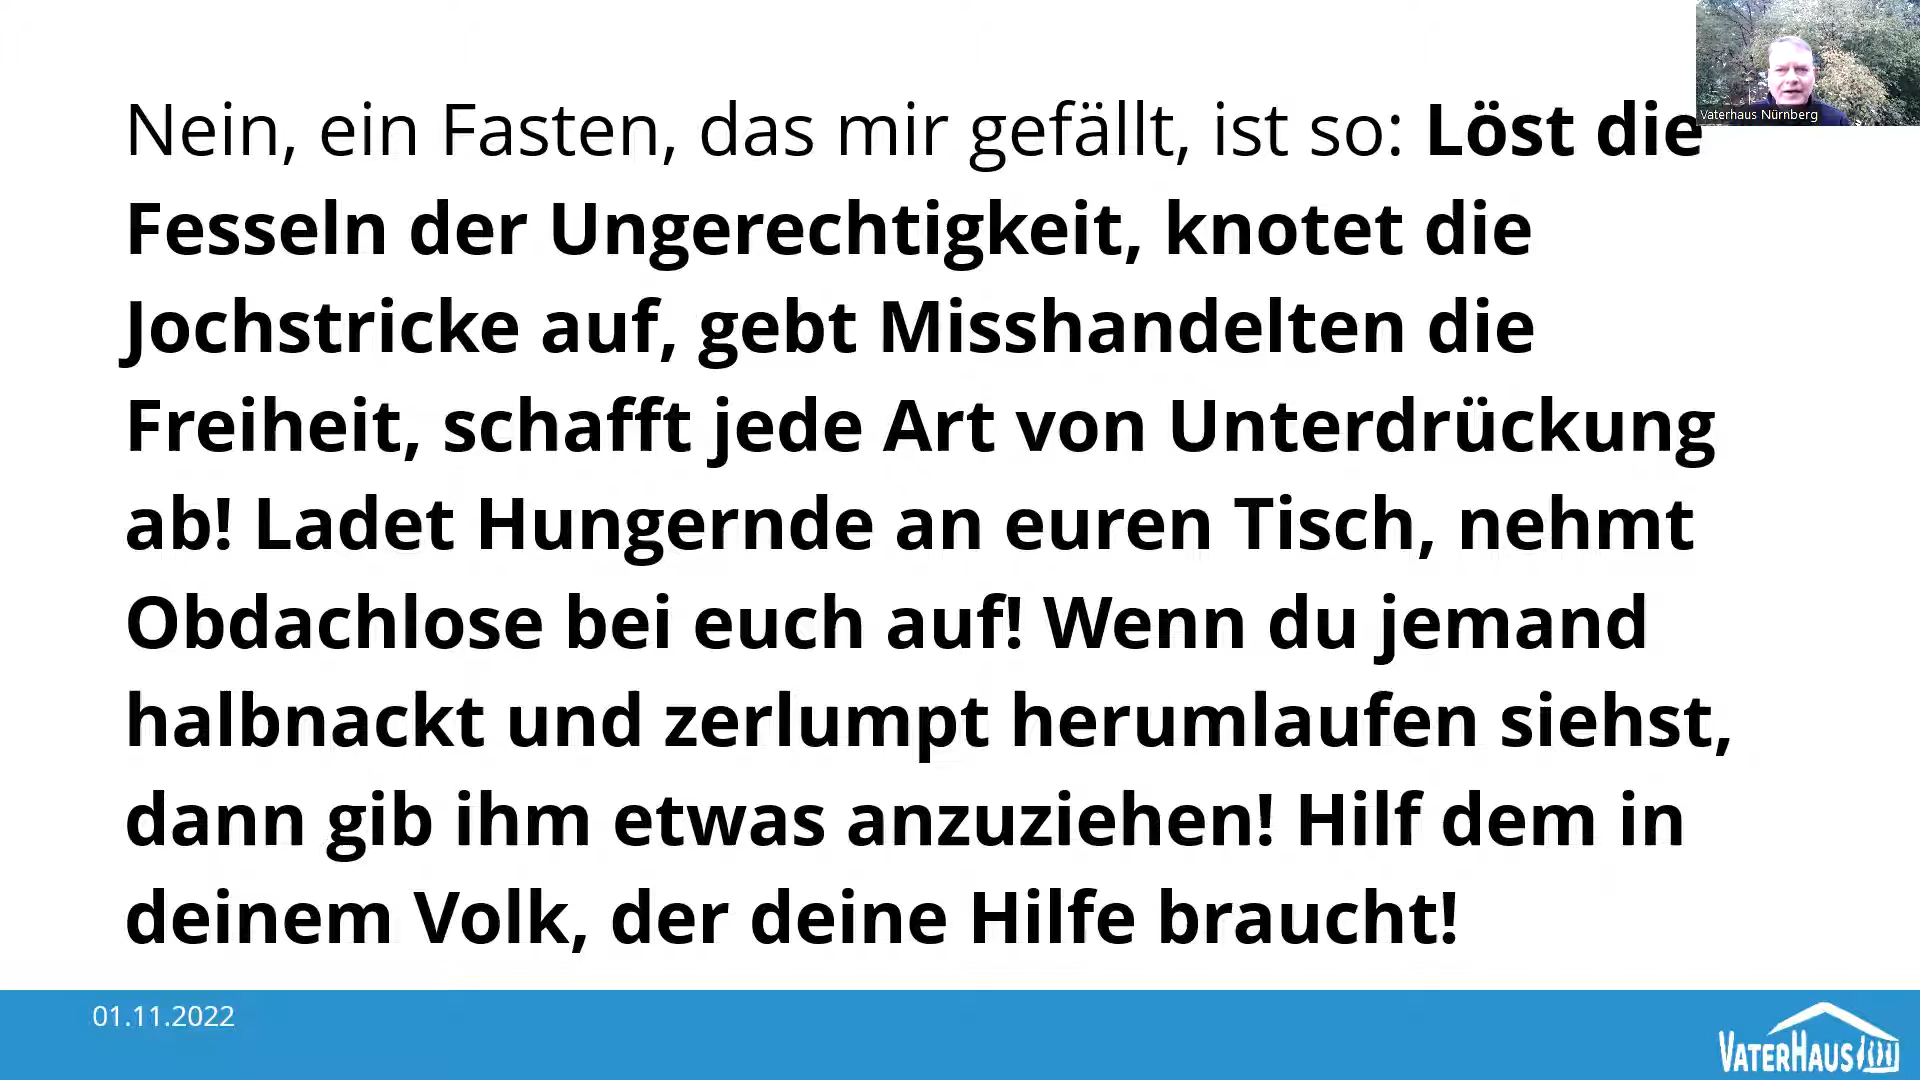 Nein, ein Fasten, das mir gefällt, ist so: Löst die
Fesseln der Ungerechtigkeit, knotet die
Jochstricke auf, gebt Misshandelten die
Freiheit, schafft jede Art von Unterdrückung
ab! Ladet Hungernde an euren Tisch, nehmt
Obdachlose bei euch auf! Wenn du jemand
halbnackt und zerlumpt herumlaufen siehst,
dann gib ihm etwas anzuziehen! Hilf dem in
deinem Volk, der deine Hilfe braucht!
Vaterhaus Nürnberg
01.11.2022
VATERHAUS